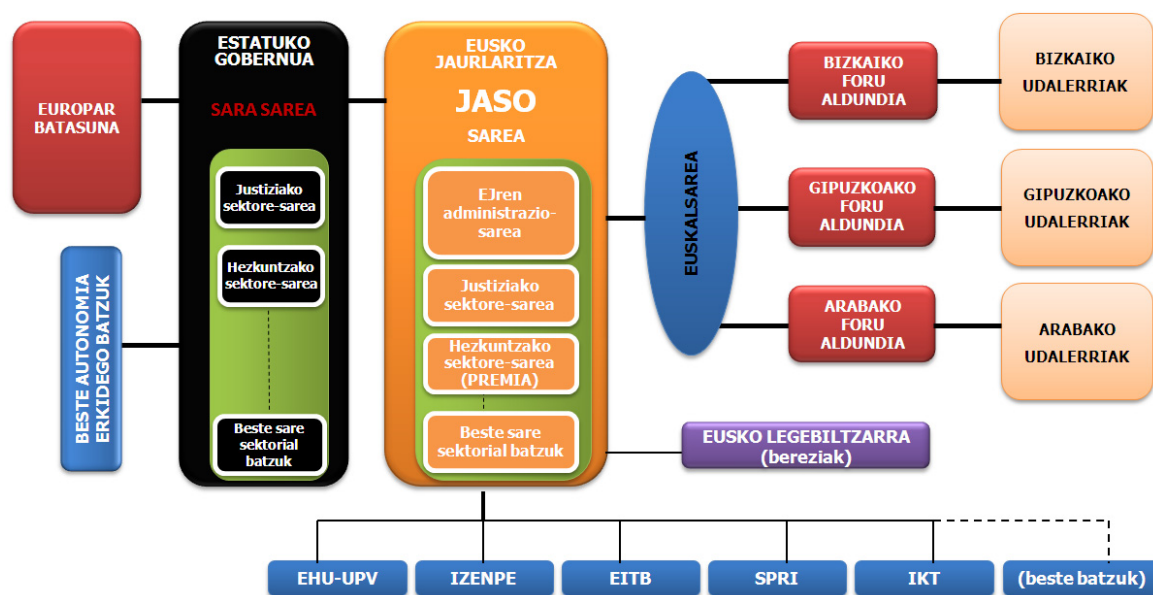 EUROPAR
BATASUNA
BESTE AUTONOMIA
ERKIDEGO BATZUK
ESTATUKO
GOBERNUA
SARA SAREA
Justiziako
sektore-sarea
Hezkuntzako
sektore-sarea
Beste sare
sektorial
batzuk
EUSKO
JAURLARITZA
JASO
SAREA
EJren
administrazio-
sarea
Justiziako
sektore-sarea
Hezkuntzako
sektore-sarea
(PREMIA)
Beste sare
sektorial batzuk
EUSKALSAREA
BIZKAIKO
FORU
ALDUNDIA
BIZKAIKO
UDALERRIAK
GIPUZKOAKO
FORU
ALDUNDIA
GIPUZKOAKO
UDALERRIAK
ARABAKO
FORU
ALDUNDIA
ARABAKO
UDALERRIAK
EUSKO LEGEBILTZARRA
(bereziak)
EHU-UPV
IZENPE
EITB
SPRI
IKT
(beste batzuk)